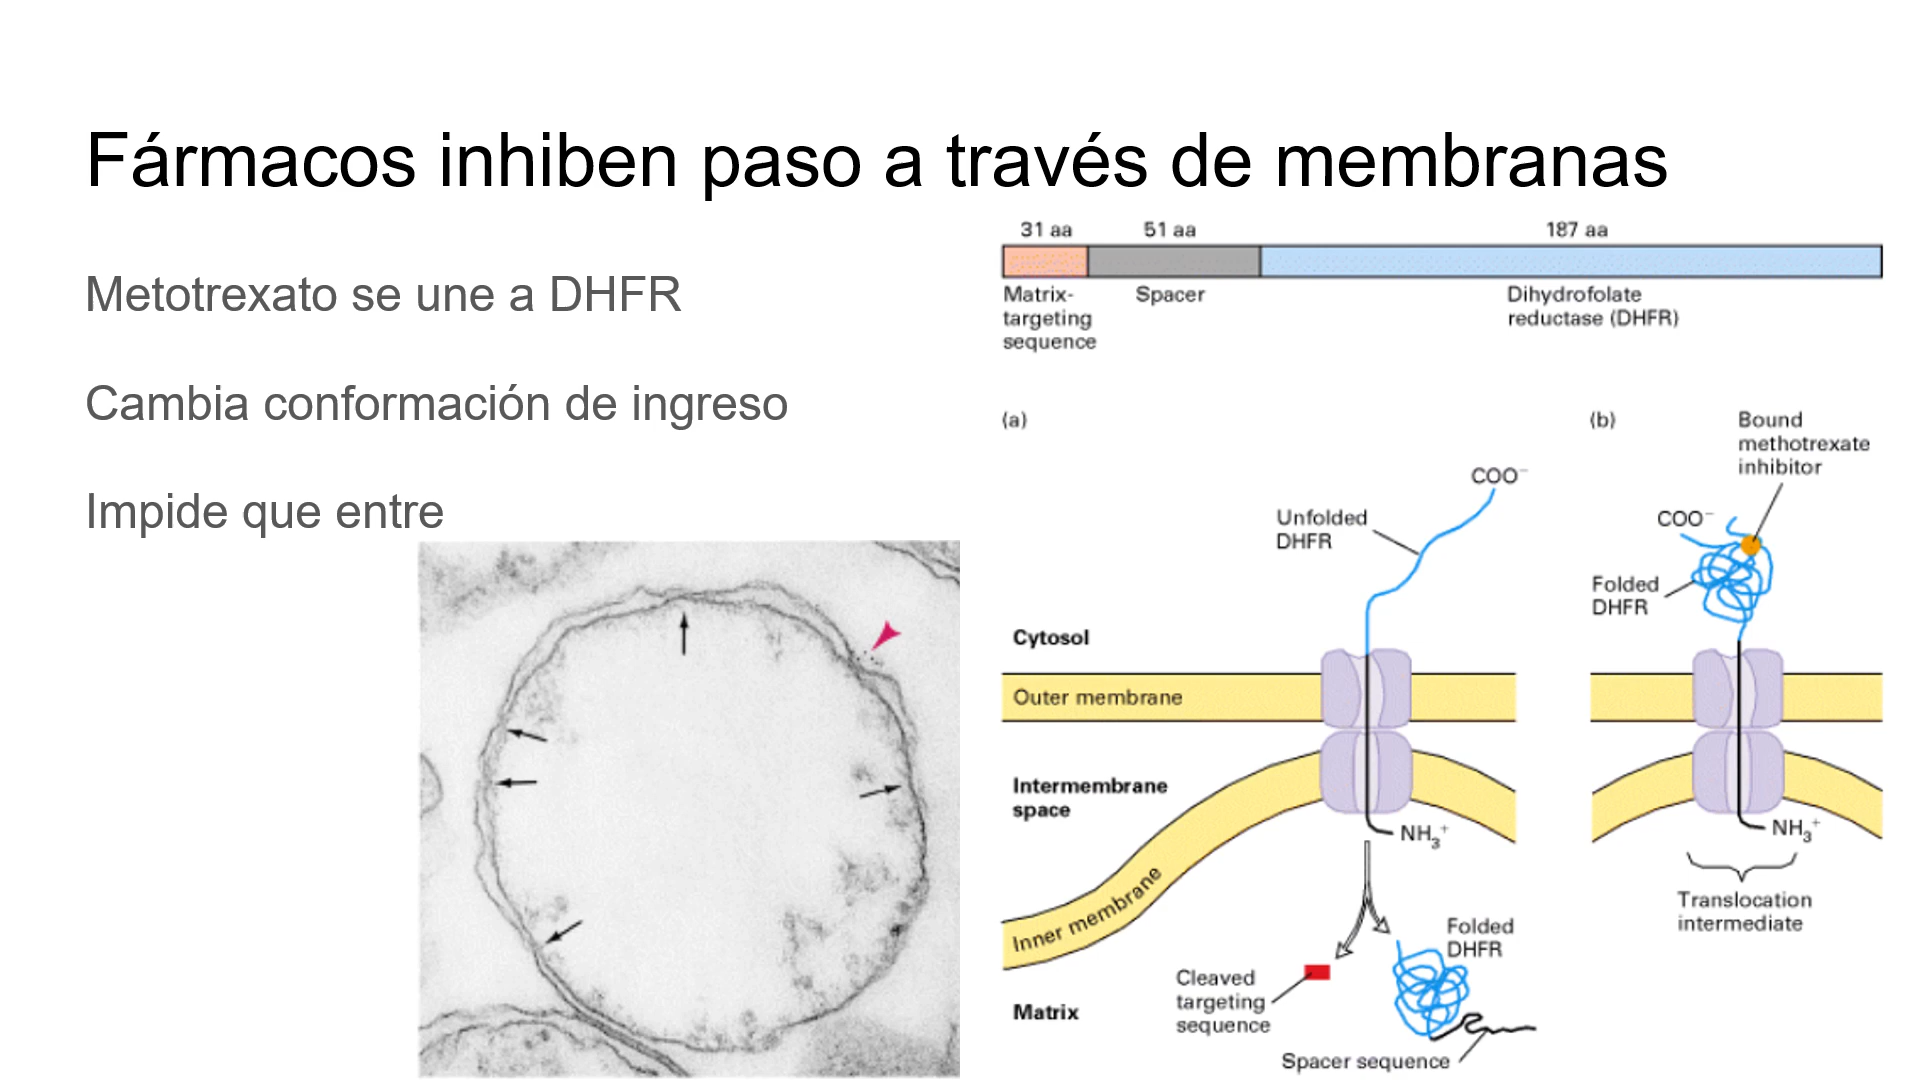 Fármacos inhiben paso a través de membranas
Metotrexato se une a DHFR
Cambia conformación de ingreso
Impide que entre
31 aa
51 aa
187 aa
Matrix-
targeting
sequence
Spacer
Dihydrofolate
reductase (DHFR)
(a)
COO⁻
Unfolded
DHFR
Cytosol
Outer membrane
Intermembrane
space
NH₃⁺
Inner membrane
Folded
DHFR
Cleaved
targeting
sequence
Matrix
Spacer sequence
(b)
Bound
methotrexate
inhibitor
COO⁻
Folded
DHFR
NH₃⁺
Translocation
intermediate